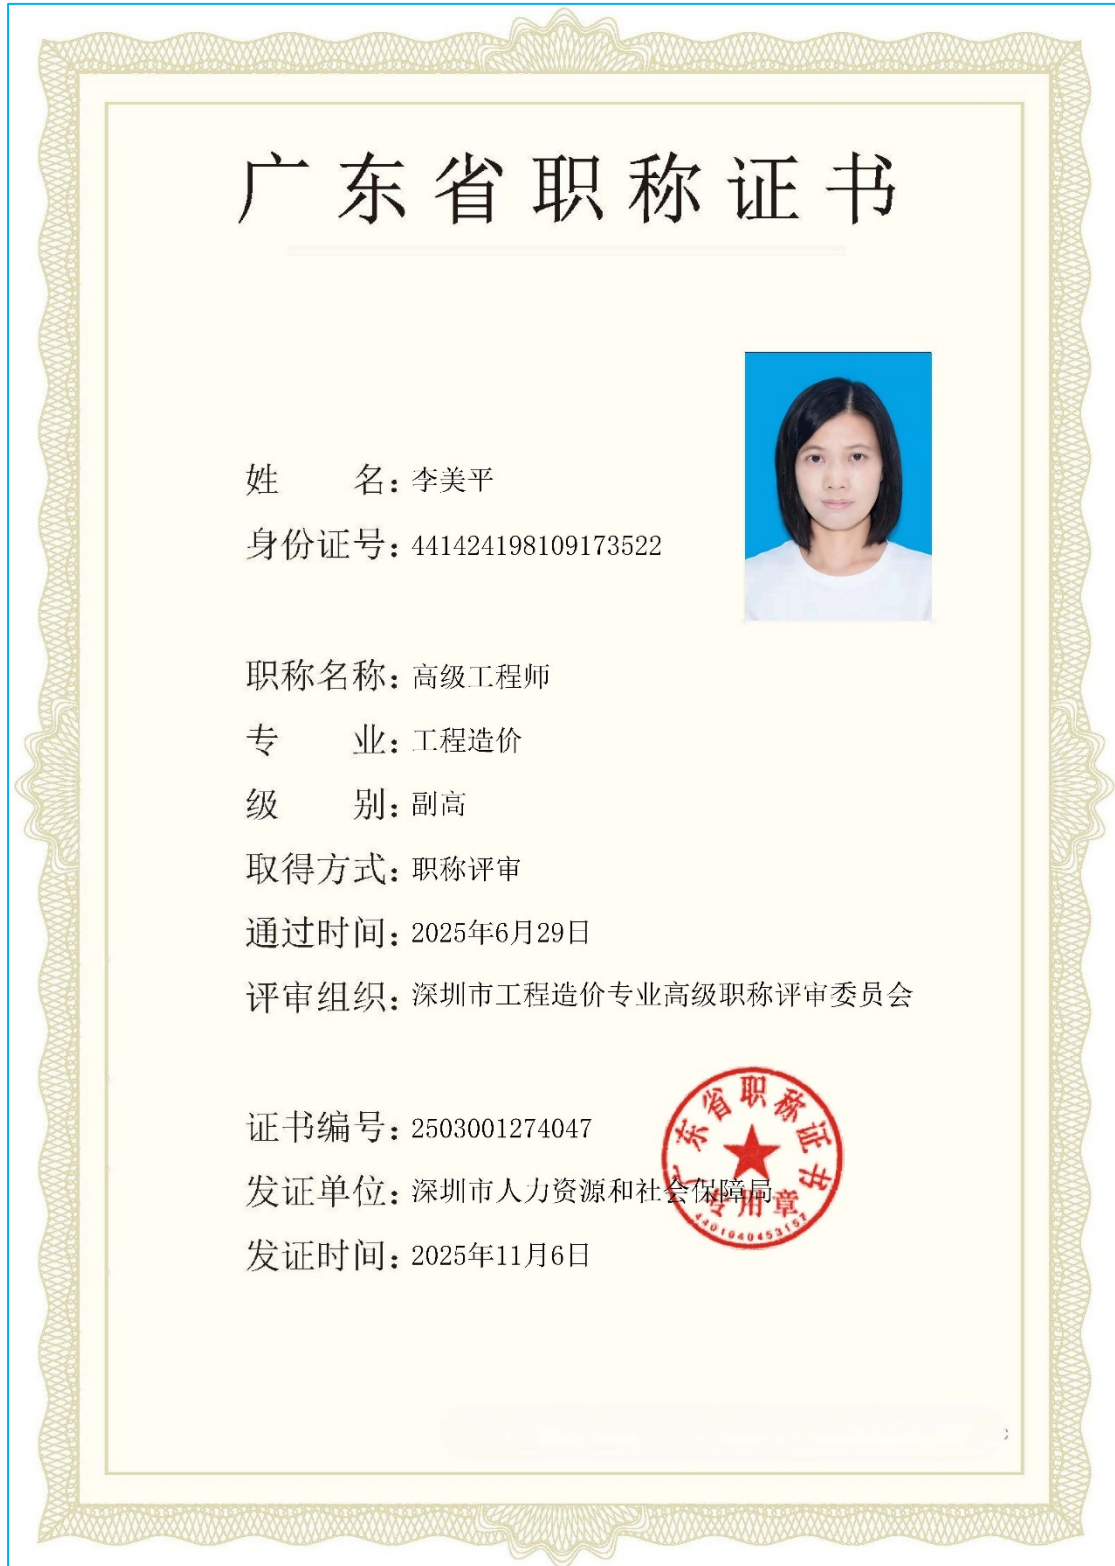 广东省职称证书
姓名：李美平
身份证号：441424198109173522
职称名称：高级工程师
专业：工程造价
级别：副高
取得方式：职称评审
通过时间：2025年6月29日
评审组织：深圳市工程造价专业高级职称评审委员会
证书编号：2503001274047
发证单位：深圳市人力资源和社会保障局
发证时间：2025年11月6日
广东省职称证书
专用章
4401040453157